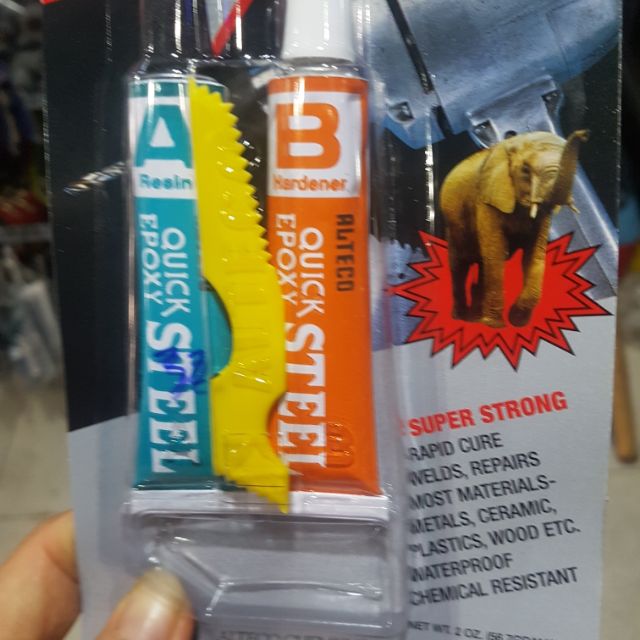 A
Resin
QUICK
EPOXY
STEEL
B
Hardener
ALTECO
QUICK
EPOXY
STEEL
SUPER STRONG
RAPID CURE
WELDS, REPAIRS
MOST MATERIALS-
METALS, CERAMIC,
PLASTICS, WOOD ETC.
WATERPROOF
CHEMICAL RESISTANT
NET WT. 2 OZ.